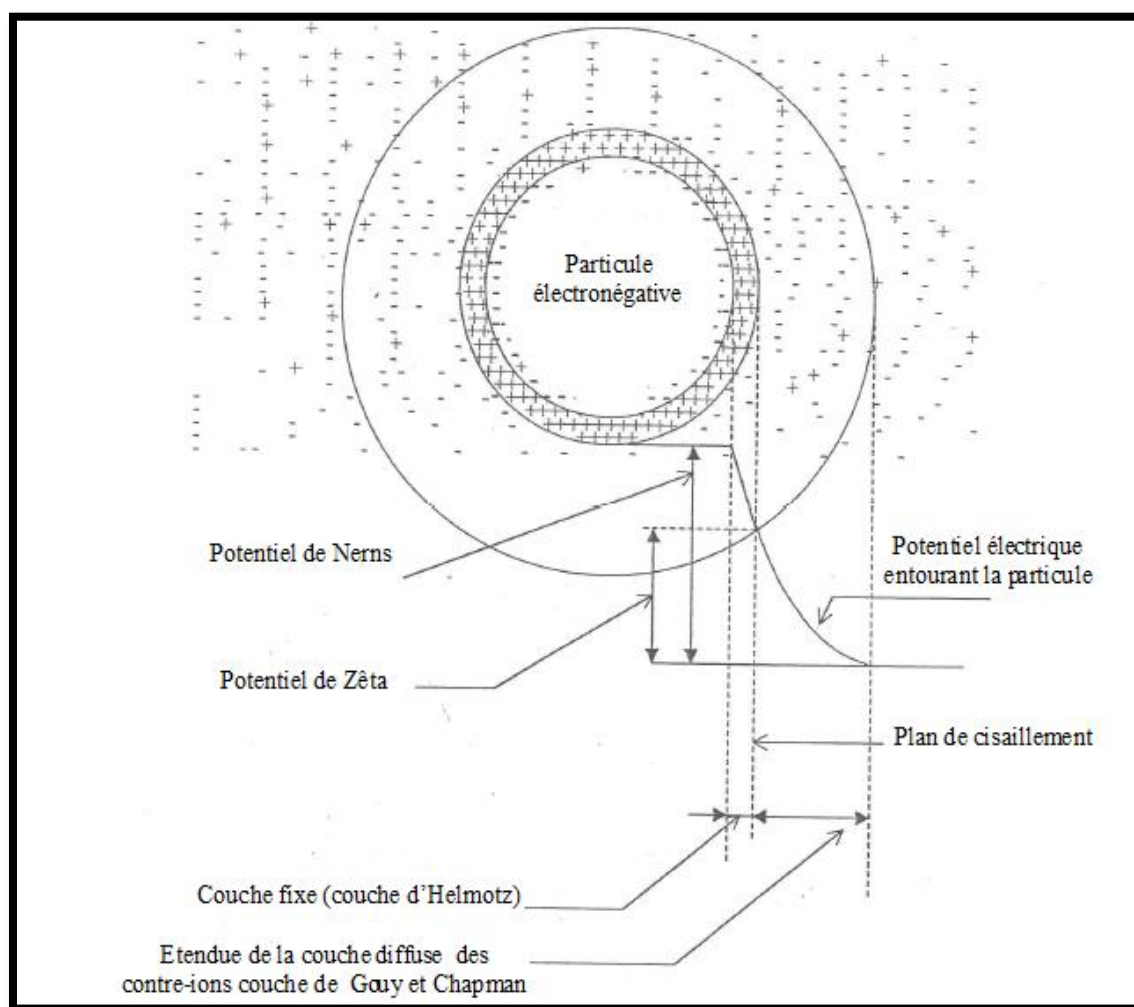 Particule
électronégative
Potentiel de Nerns
Potentiel électrique
entourant la particule
Potentiel de Zêta
Plan de cisaillement
Couche fixe (couche d'Helmotz)
Etendue de la couche diffuse des
contre-ions couche de Gouy et Chapman